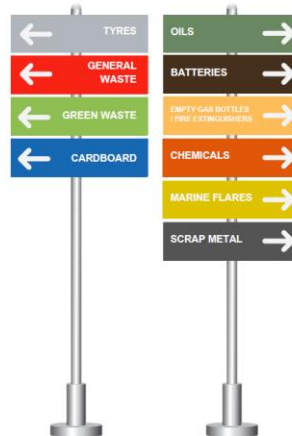 TYRES
GENERAL
WASTE
GREEN WASTE
CARDBOARD
OILS
BATTERIES
EMPTY GAS BOTTLES
/ FIRE EXTINGUISHERS
CHEMICALS
MARINE FLARES
SCRAP METAL